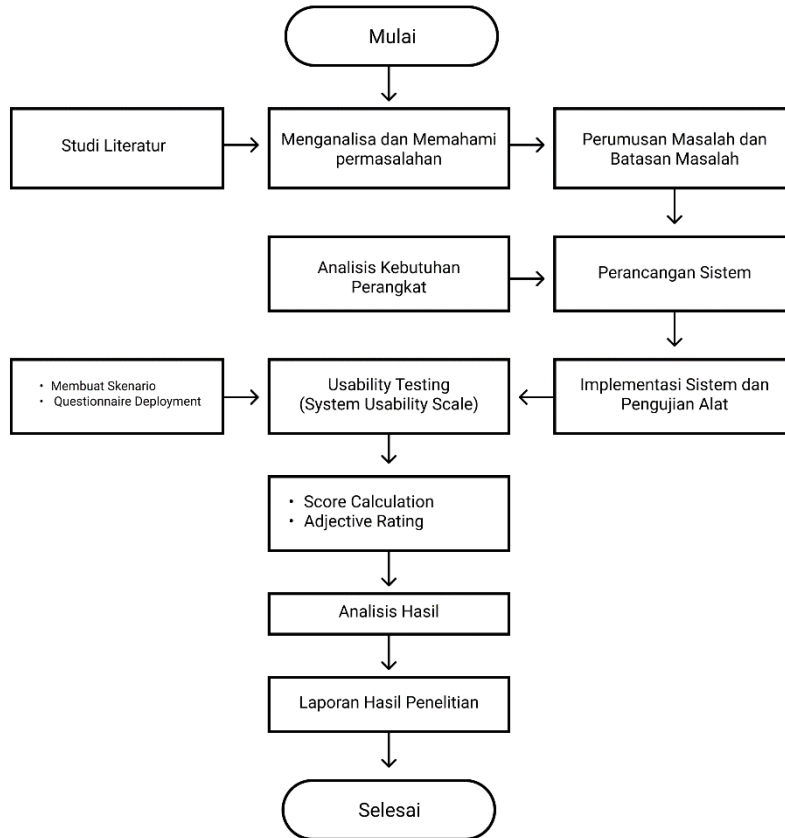 Mulai
Studi Literatur
Menganalisa dan Memahami
permasalahan
Perumusan Masalah dan
Batasan Masalah
Analisis Kebutuhan
Perangkat
Perancangan Sistem
• Membuat Skenario
• Questionnaire Deployment
Usability Testing
(System Usability Scale)
Implementasi Sistem dan
Pengujian Alat
• Score Calculation
• Adjective Rating
Analisis Hasil
Laporan Hasil Penelitian
Selesai